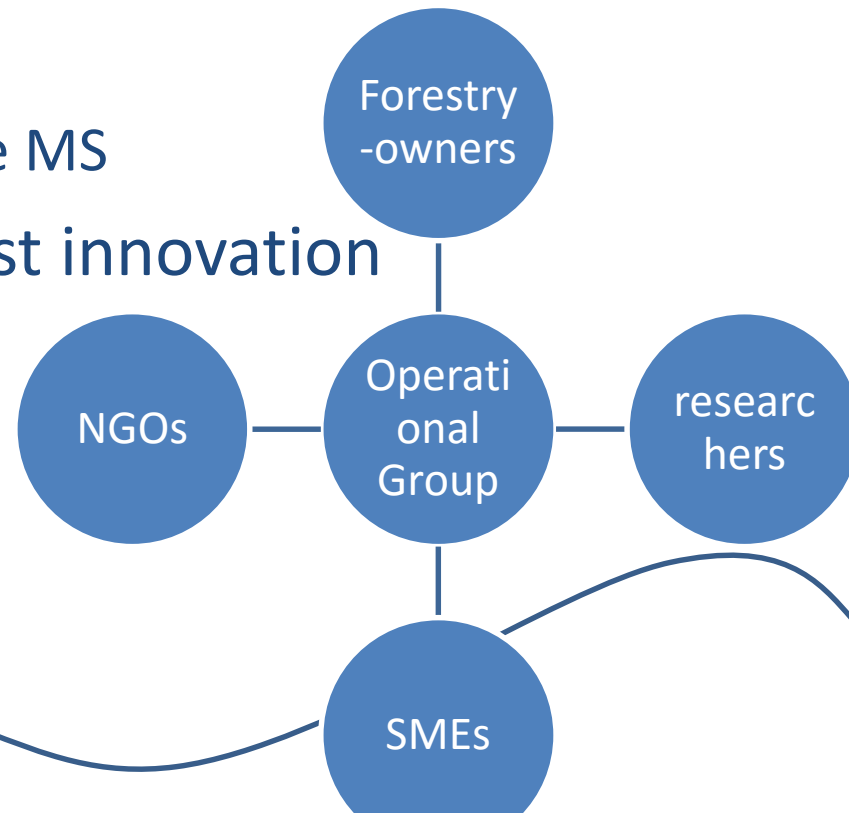 Forestry
-owners
e MS
st innovation
NGOs
Operati
onal
Group
researc
hers
SMEs